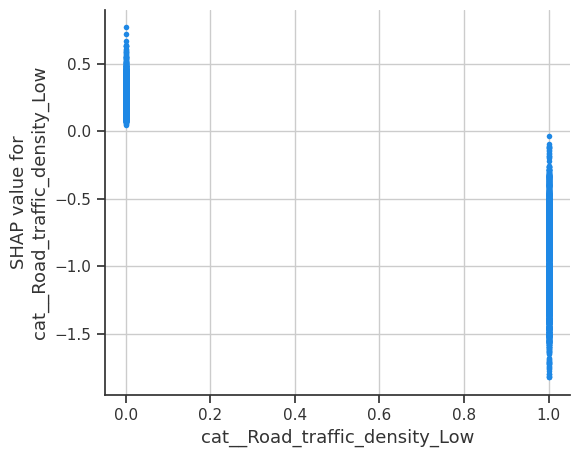 SHAP value for
cat__Road_traffic_density_Low
0.5
0.0
−0.5
−1.0
−1.5
0.0 0.2 0.4 0.6 0.8 1.0
cat__Road_traffic_density_Low